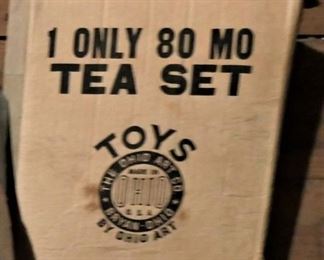 1 ONLY 80 MO
TEA SET
TOYS
THE OHIO ART CO
MADE IN
OHIO
U.S.A.
BRYAN-OHIO
BY OHIO ART